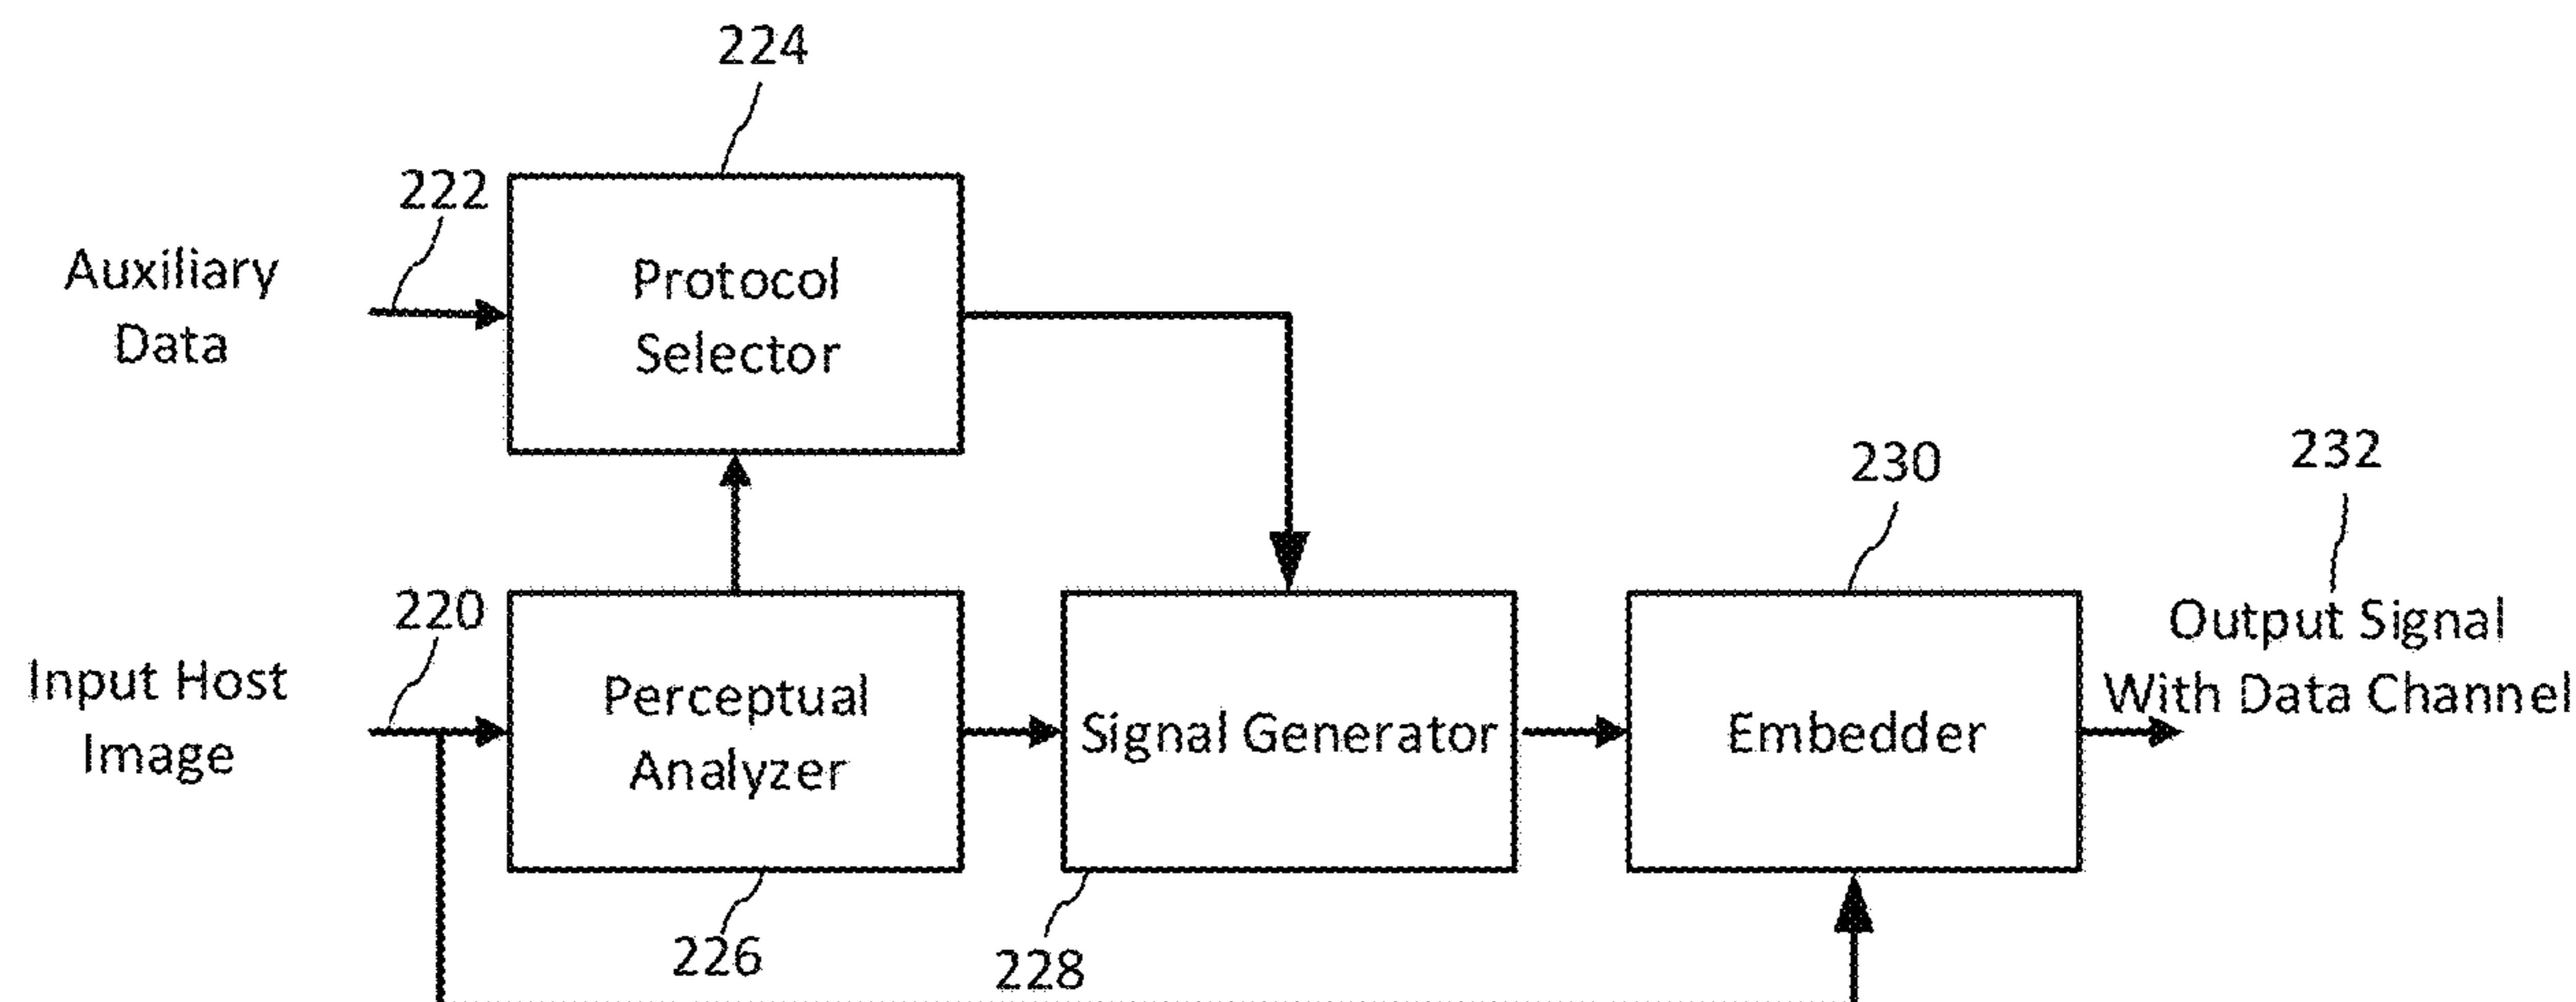 224
222
Auxiliary
Data
Protocol
Selector
230
232
220
Input Host
Image
Perceptual
Analyzer
Signal Generator
Embedder
Output Signal
With Data Channel
226
228